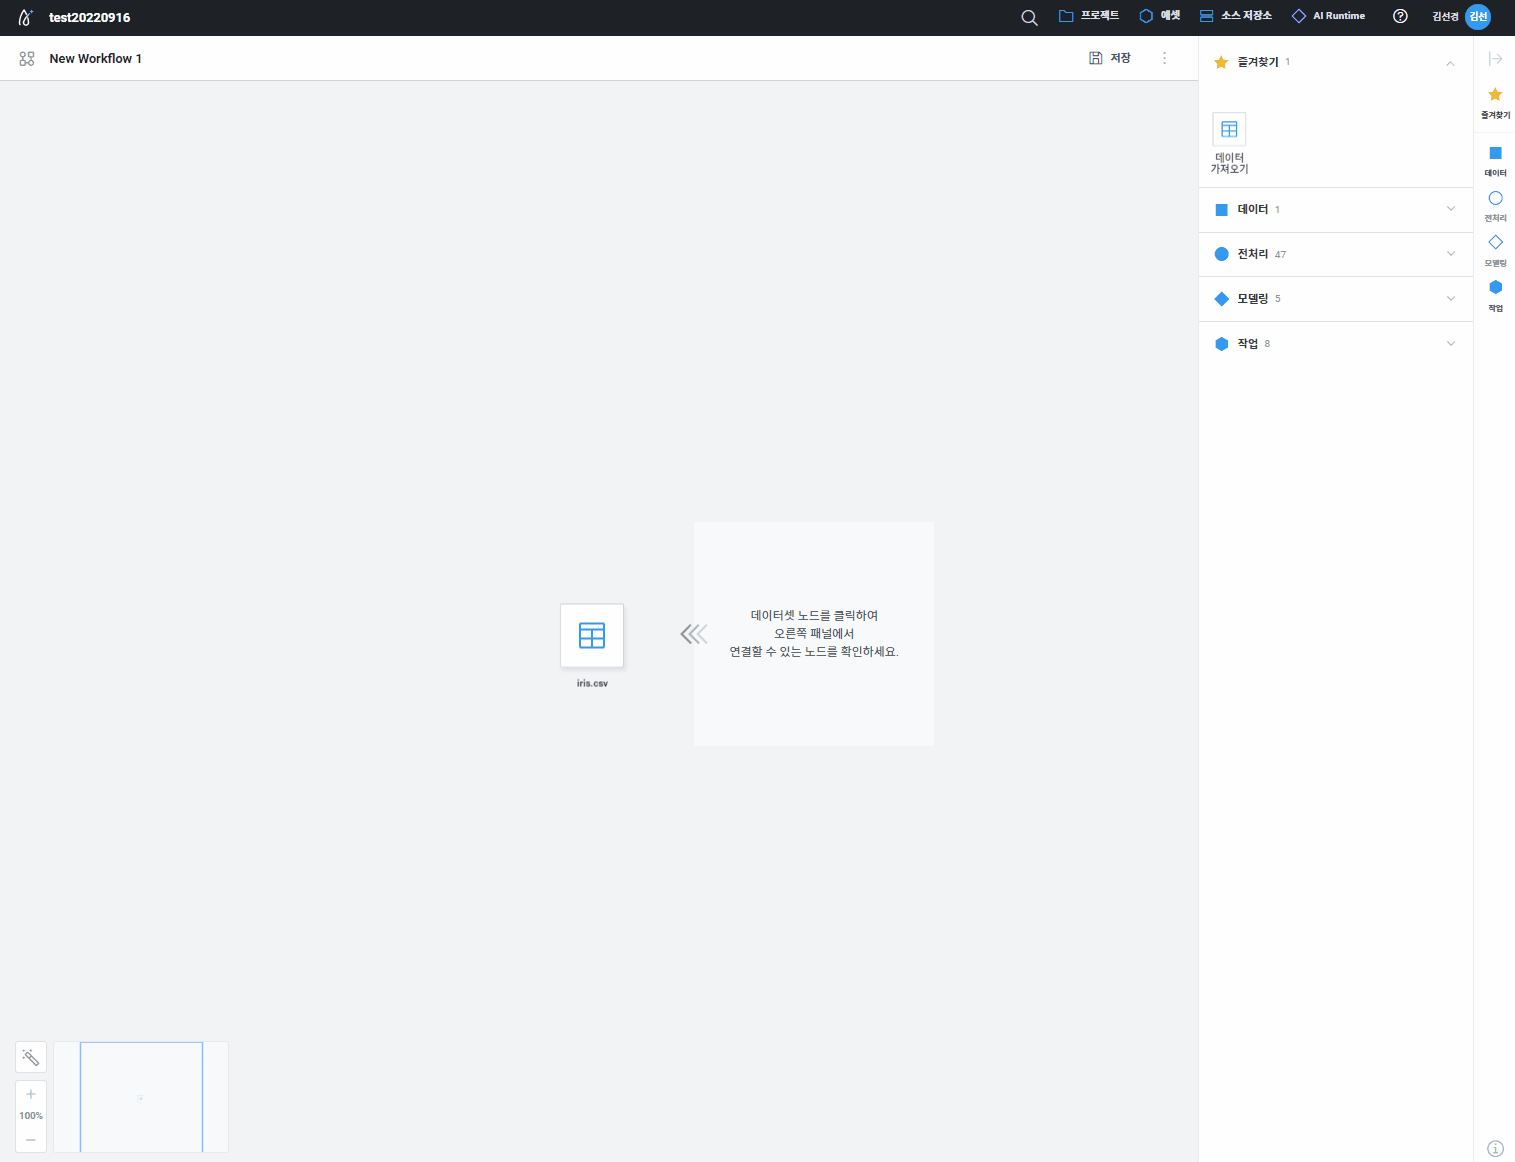 test20220916
프로젝트
애셋
소스 저장소
AI Runtime
김선경
김선
New Workflow 1
저장
즐겨찾기 1
데이터
가져오기
데이터 1
전처리 47
모델링 5
작업 8
즐겨찾기
데이터
전처리
모델링
작업
데이터셋 노드를 클릭하여
오른쪽 패널에서
연결할 수 있는 노드를 확인하세요.
iris.csv
100%